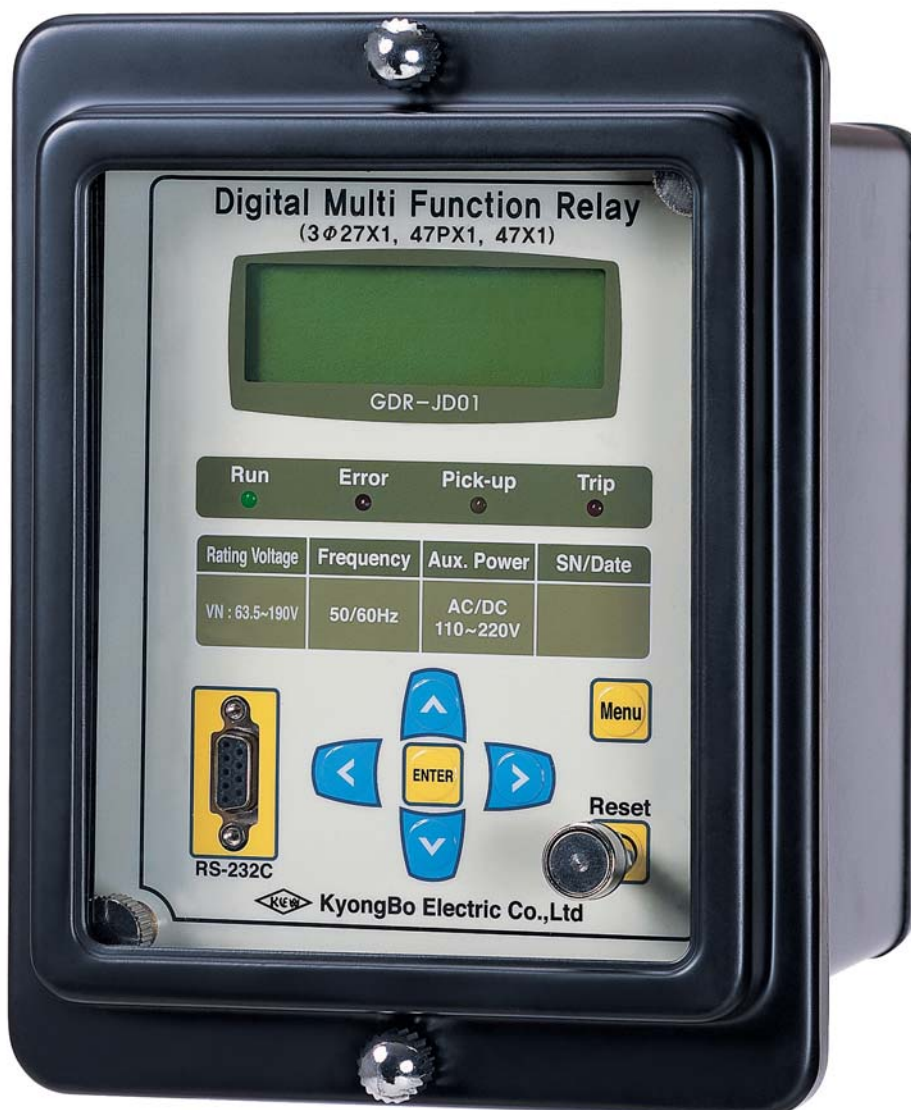 Digital Multi Function Relay
(3Φ27X1, 47PX1, 47X1)
GDR-JD01
Run Error Pick-up Trip
Rating Voltage Frequency Aux. Power SN/Date
VN : 63.5~190V 50/60Hz AC/DC
110~220V
Menu
ENTER
Reset
RS-232C
KyongBo Electric Co.,Ltd